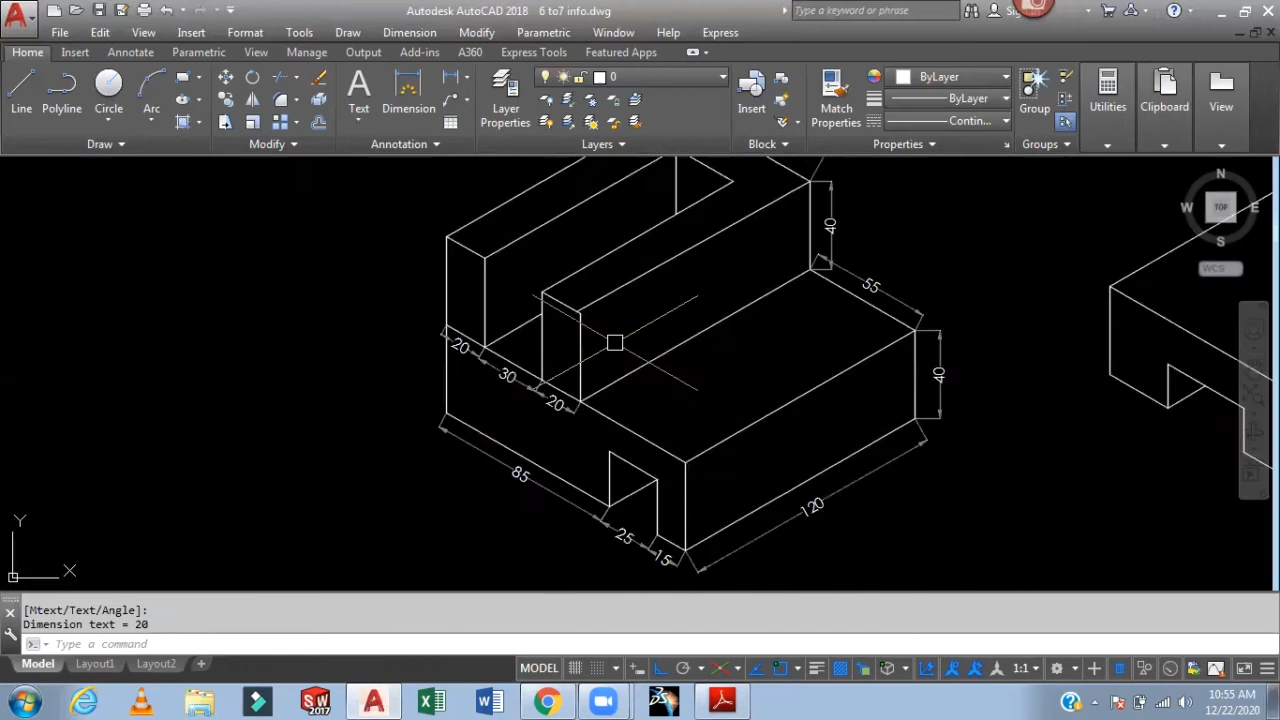 Autodesk AutoCAD 2018 6 to7 info.dwg
Type a keyword or phrase
File Edit View Insert Format Tools Draw Dimension Modify Parametric Window Help Express
Home Insert Annotate Parametric View Manage Output Add-ins A360 Express Tools Featured Apps
Line Polyline Circle Arc
Text Dimension
Layer Properties
0
Insert
Match Properties
ByLayer
ByLayer
Contin...
Group
Utilities
Clipboard
View
Draw Modify Annotation Layers Block Properties Groups
N
W TOP E
S
WCS
40
55
20
30
20
40
85
120
25
15
Y
X
[Mtext/Text/Angle]:
Dimension text = 20
Type a command
Model Layout1 Layout2 +
MODEL
1:1
SW
2017
10:55 AM
12/22/2020